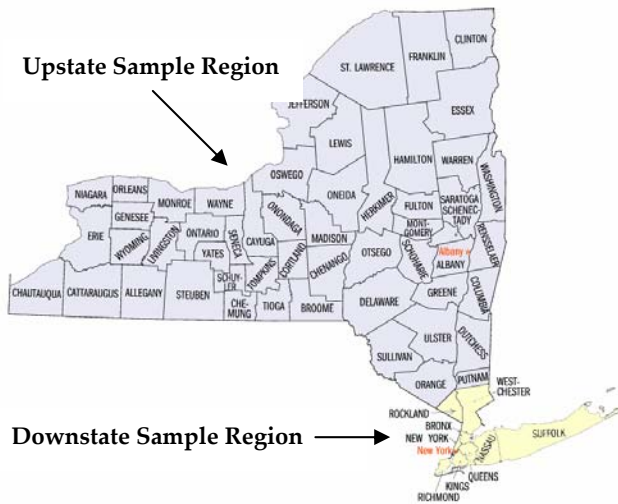 CLINTON
FRANKLIN
ST. LAWRENCE
Upstate Sample Region
JEFFERSON
ESSEX
LEWIS
HAMILTON
WARREN
WASHINGTON
OSWEGO
ONEIDA
HERKIMER
NIAGARA
ORLEANS
MONROE
WAYNE
FULTON
SARATOGA
SCHENEC-
TADY
GENESEE
ONONDAGA
MONT-
GOMERY
RENSSELAER
ERIE
WYOMING
LIVINGSTON
ONTARIO
SENECA
CAYUGA
MADISON
YATES
CORTLAND
OTSEGO
SCHOHARIE
Albany
ALBANY
CHENANGO
TOMPKINS
SCHUY-
LER
CHAUTAUQUA
CATTARAUGUS
ALLEGANY
STEUBEN
CHE-
MUNG
TIOGA
BROOME
DELAWARE
GREENE
COLUMBIA
ULSTER
DUTCHESS
SULLIVAN
ORANGE
PUTNAM
WEST-
CHESTER
ROCKLAND
BRONX
Downstate Sample Region
NEW YORK
New York
NASSAU
SUFFOLK
QUEENS
KINGS
RICHMOND